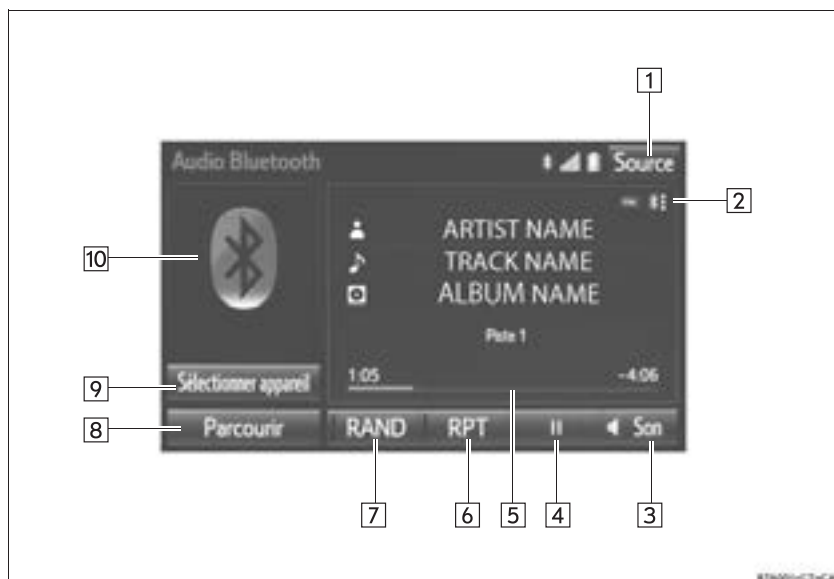 1
Audio Bluetooth
Source
2
ARTIST NAME
10
TRACK NAME
ALBUM NAME
Piste 1
1:05
-4:06
9
Sélectionner appareil
8
Parcourir
RAND
RPT
Son
7
6
5
4
3